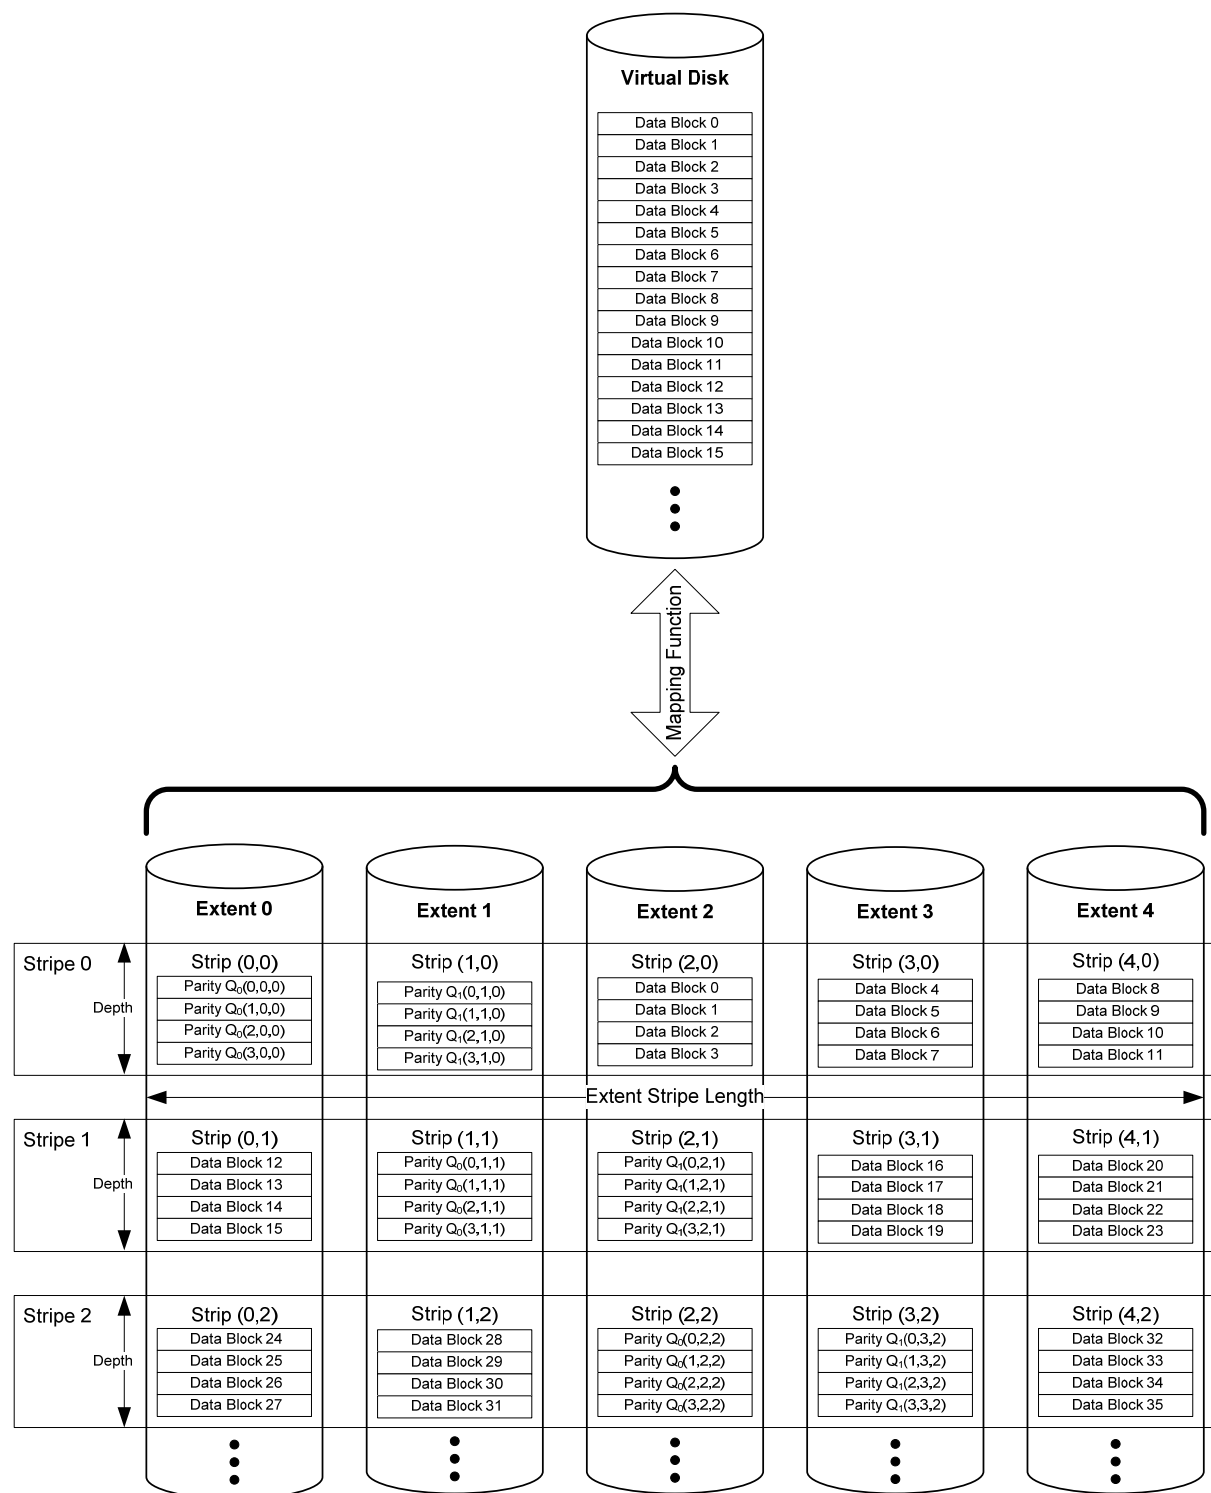 Virtual Disk
Data Block 0
Data Block 1
Data Block 2
Data Block 3
Data Block 4
Data Block 5
Data Block 6
Data Block 7
Data Block 8
Data Block 9
Data Block 10
Data Block 11
Data Block 12
Data Block 13
Data Block 14
Data Block 15
Mapping Function
Extent 0
Extent 1
Extent 2
Extent 3
Extent 4
Stripe 0
Depth
Strip (0,0)
Parity Q₀(0,0,0)
Parity Q₀(1,0,0)
Parity Q₀(2,0,0)
Parity Q₀(3,0,0)
Strip (1,0)
Parity Q₁(0,1,0)
Parity Q₁(1,1,0)
Parity Q₁(2,1,0)
Parity Q₁(3,1,0)
Strip (2,0)
Data Block 0
Data Block 1
Data Block 2
Data Block 3
Strip (3,0)
Data Block 4
Data Block 5
Data Block 6
Data Block 7
Strip (4,0)
Data Block 8
Data Block 9
Data Block 10
Data Block 11
Extent Stripe Length
Stripe 1
Depth
Strip (0,1)
Data Block 12
Data Block 13
Data Block 14
Data Block 15
Strip (1,1)
Parity Q₀(0,1,1)
Parity Q₀(1,1,1)
Parity Q₀(2,1,1)
Parity Q₀(3,1,1)
Strip (2,1)
Parity Q₁(0,2,1)
Parity Q₁(1,2,1)
Parity Q₁(2,2,1)
Parity Q₁(3,2,1)
Strip (3,1)
Data Block 16
Data Block 17
Data Block 18
Data Block 19
Strip (4,1)
Data Block 20
Data Block 21
Data Block 22
Data Block 23
Stripe 2
Depth
Strip (0,2)
Data Block 24
Data Block 25
Data Block 26
Data Block 27
Strip (1,2)
Data Block 28
Data Block 29
Data Block 30
Data Block 31
Strip (2,2)
Parity Q₀(0,2,2)
Parity Q₀(1,2,2)
Parity Q₀(2,2,2)
Parity Q₀(3,2,2)
Strip (3,2)
Parity Q₁(0,3,2)
Parity Q₁(1,3,2)
Parity Q₁(2,3,2)
Parity Q₁(3,3,2)
Strip (4,2)
Data Block 32
Data Block 33
Data Block 34
Data Block 35